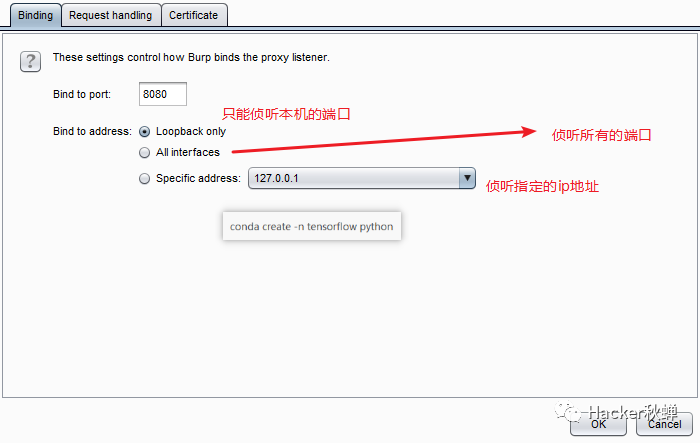 Binding Request handling Certificate
? These settings control how Burp binds the proxy listener.
Bind to port: 8080
只能侦听本机的端口
Bind to address: Loopback only
侦听所有的端口
All interfaces
Specific address: 127.0.0.1
侦听指定的ip地址
conda create -n tensorflow python
Hacker秋蝉
OK Cancel